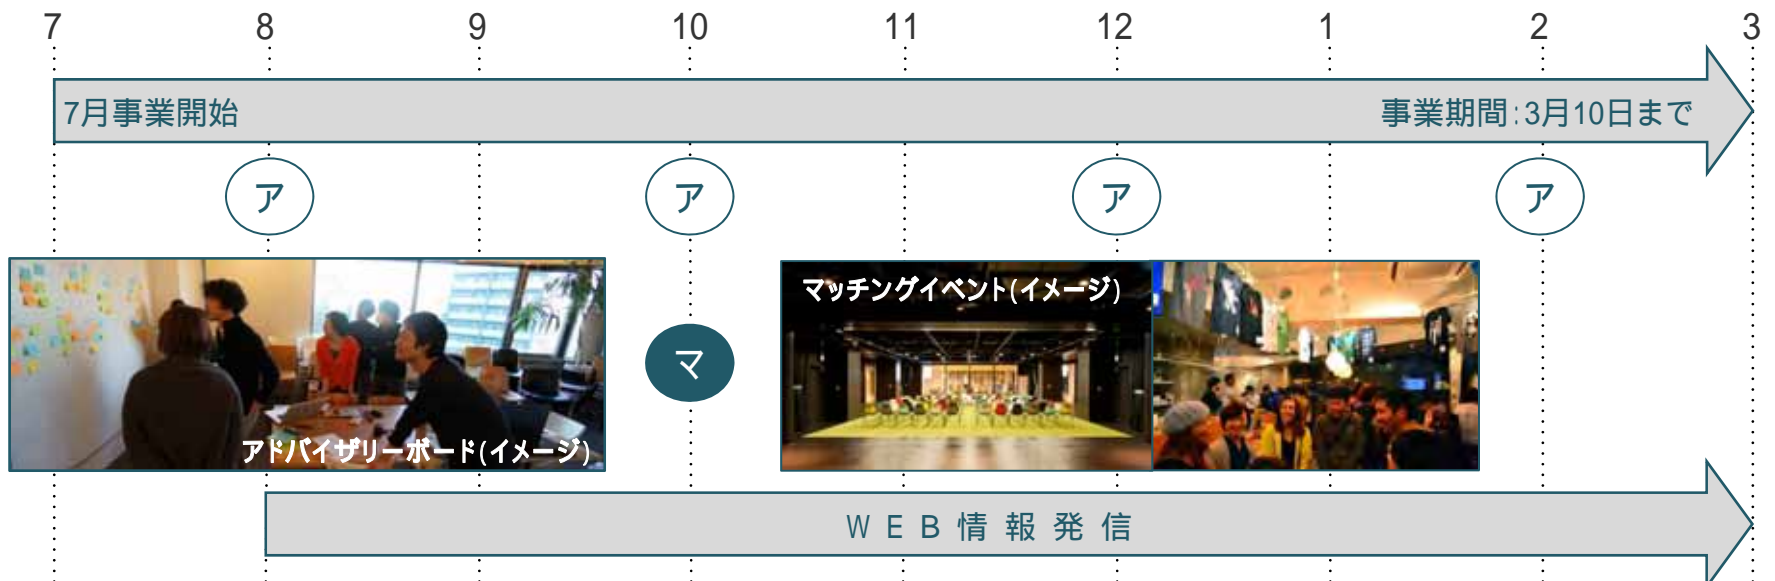 7 8 9 10 11 12 1 2 3
7月事業開始 事業期間:3月10日まで
ア ア ア ア
マッチングイベント(イメージ)
マ
アドバイザリーボード(イメージ)
WEB情報発信